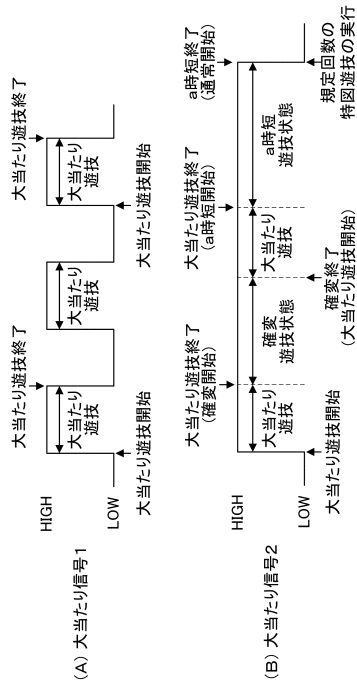 (A) 大当たり信号1
HIGH
LOW
大当たり遊技開始
大当たり
遊技
大当たり遊技終了
大当たり
遊技
大当たり遊技開始
大当たり
遊技
大当たり遊技終了
(B) 大当たり信号2
HIGH
LOW
大当たり遊技開始
大当たり
遊技
大当たり遊技終了
(確変開始)
確変
遊技状態
確変終了
(大当たり遊技開始)
大当たり
遊技
大当たり遊技終了
(a時短開始)
a時短
遊技状態
a時短終了
(通常開始)
規定回数の
特図遊技の実行